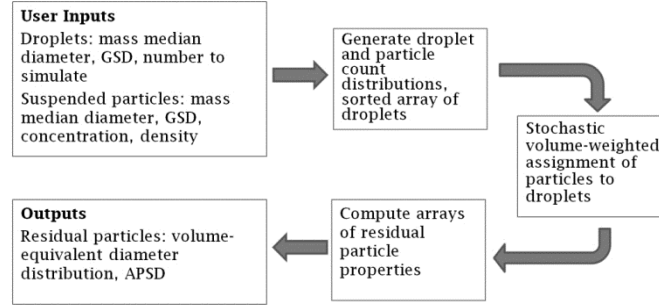 User Inputs
Droplets: mass median
diameter, GSD, number to
simulate
Suspended particles: mass
median diameter, GSD,
concentration, density
Generate droplet
and particle
count
distributions,
sorted array of
droplets
Stochastic
volume-weighted
assignment of
particles to
droplets
Compute arrays
of residual
particle
properties
Outputs
Residual particles: volume-
equivalent diameter
distribution, APSD